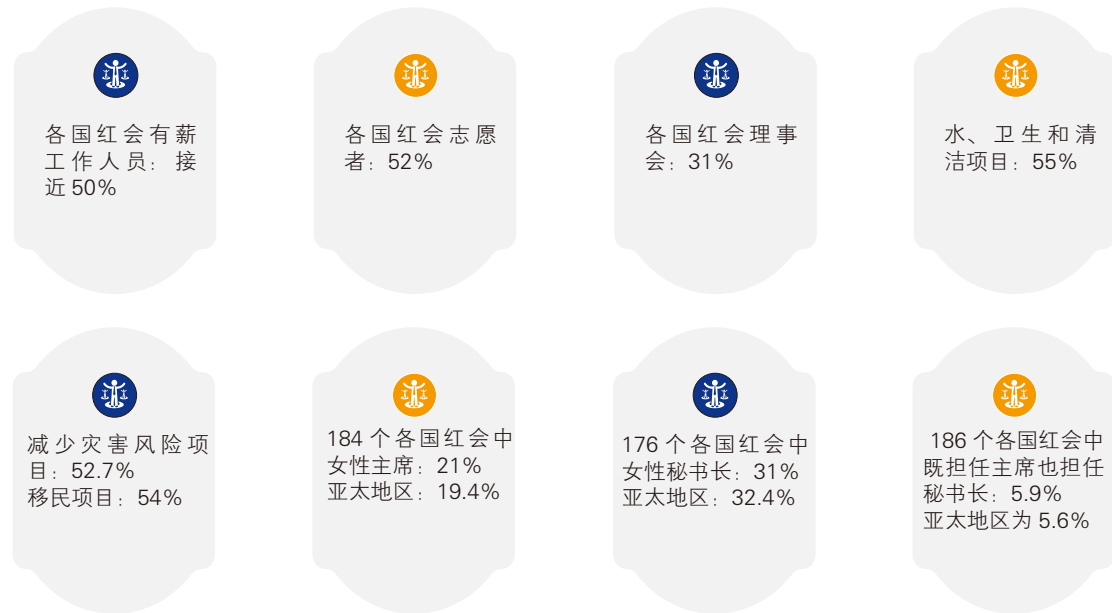 各国红会有薪
工作人员：接
近 50%
各国红会志愿
者：52%
各国红会理事
会：31%
水、卫生和清
洁项目：55%
减少灾害风险项
目：52.7%
移民项目：54%
184 个各国红会中
女性主席：21%
亚太地区：19.4%
176 个各国红会中
女性秘书长：31%
亚太地区：32.4%
186 个各国红会中
既担任主席也担任
秘书长：5.9%
亚太地区为 5.6%